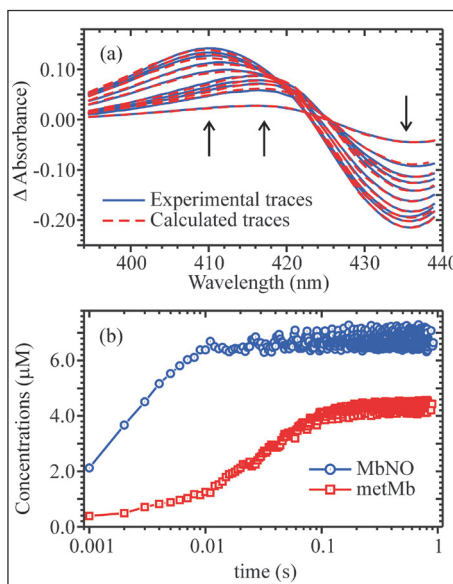 (a)
0.10
0.00
-0.10
-0.20
Δ Absorbance
Experimental traces
Calculated traces
400 410 420 430 440
Wavelength (nm)
(b)
6.0
4.0
2.0
0.0
Concentrations (μM)
MbNO
metMb
0.001 0.01 0.1 1
time (s)